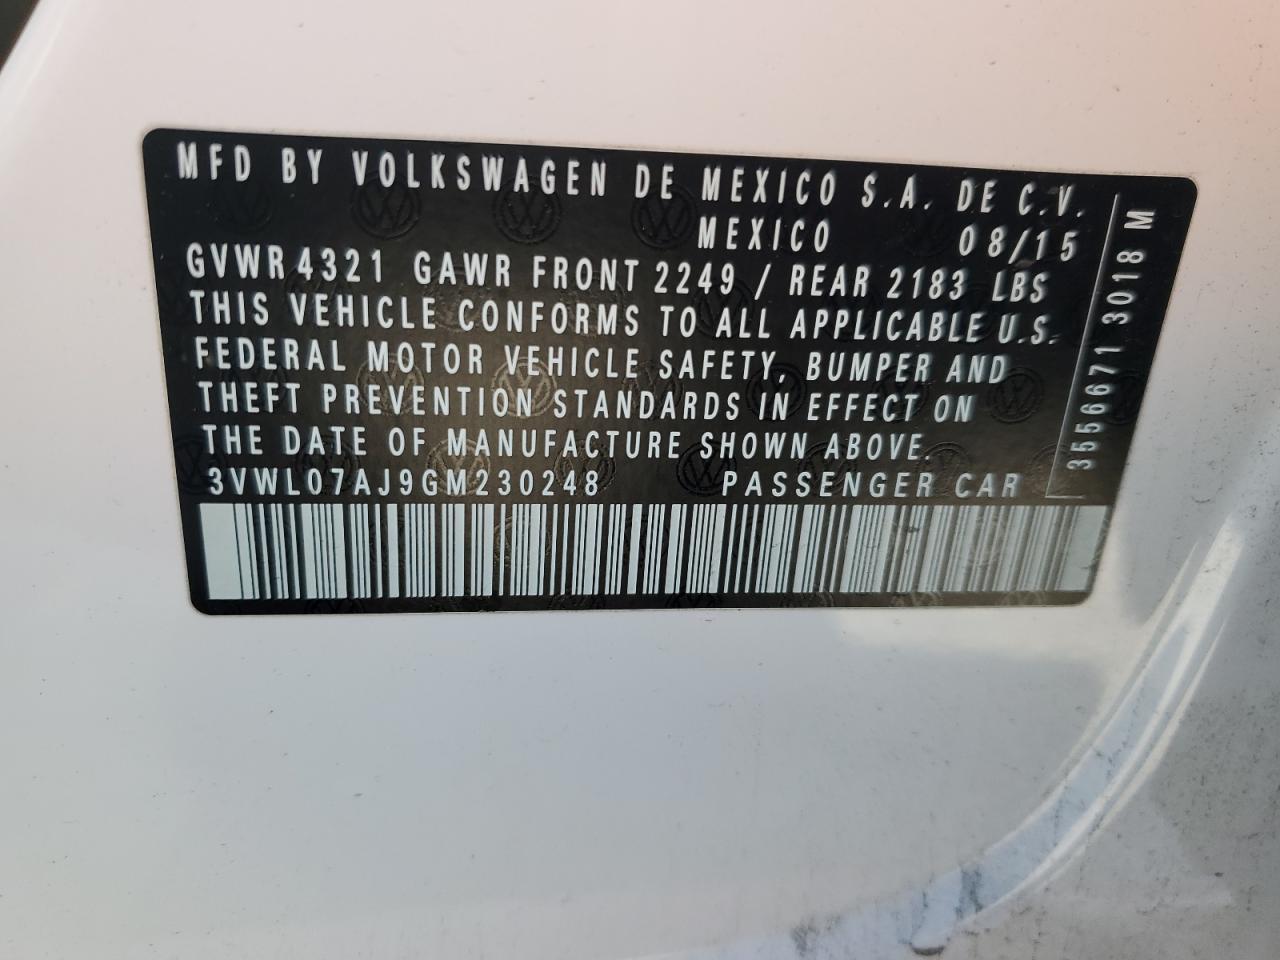 MFD BY VOLKSWAGEN DE MEXICO S.A. DE C.V.
MEXICO 08/15
GVWR 4321 GAWR FRONT 2249 / REAR 2183 LBS
THIS VEHICLE CONFORMS TO ALL APPLICABLE U.S.
FEDERAL MOTOR VEHICLE SAFETY, BUMPER AND
THEFT PREVENTION STANDARDS IN EFFECT ON
THE DATE OF MANUFACTURE SHOWN ABOVE.
3VWL07AJ9GM230248 PASSENGER CAR
3556671 3018 M